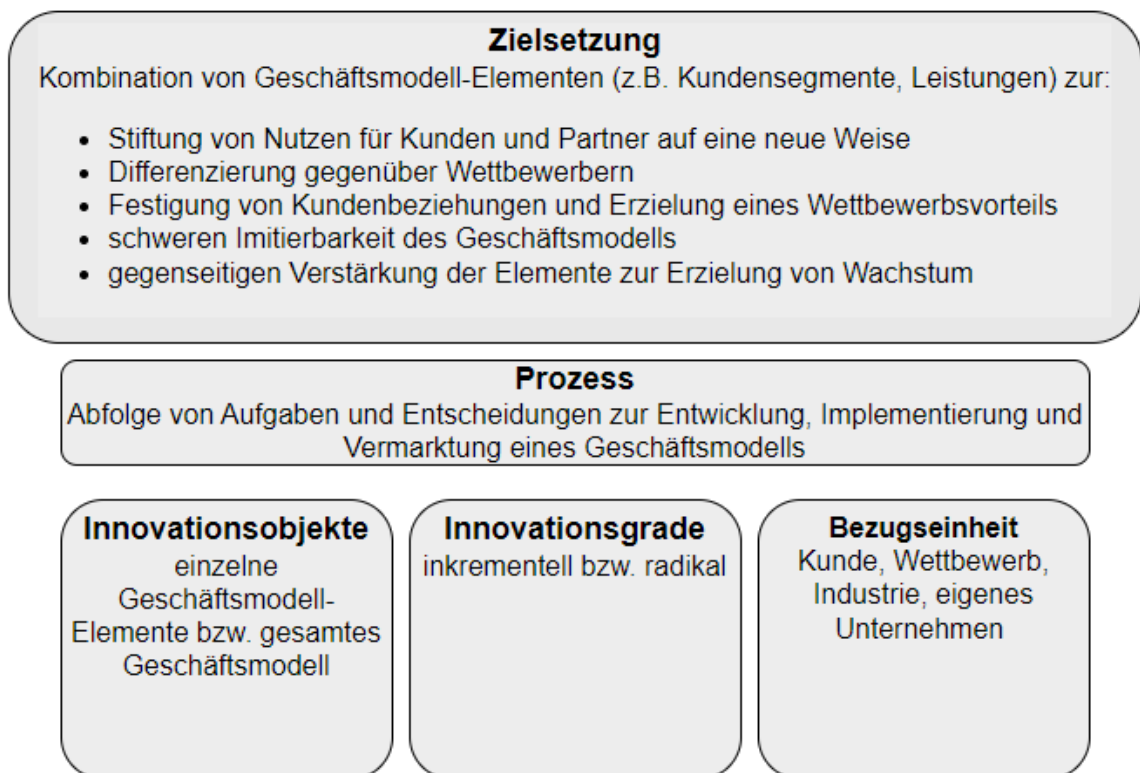 Zielsetzung
Kombination von Geschäftsmodell-Elementen (z.B. Kundensegmente, Leistungen) zur:
• Stiftung von Nutzen für Kunden und Partner auf eine neue Weise
• Differenzierung gegenüber Wettbewerbern
• Festigung von Kundenbeziehungen und Erzielung eines Wettbewerbsvorteils
• schweren Imitierbarkeit des Geschäftsmodells
• gegenseitigen Verstärkung der Elemente zur Erzielung von Wachstum
Prozess
Abfolge von Aufgaben und Entscheidungen zur Entwicklung, Implementierung und
Vermarktung eines Geschäftsmodells
Innovationsobjekte
einzelne
Geschäftsmodell-
Elemente bzw. gesamtes
Geschäftsmodell
Innovationsgrade
inkrementell bzw. radikal
Bezugseinheit
Kunde, Wettbewerb,
Industrie, eigenes
Unternehmen